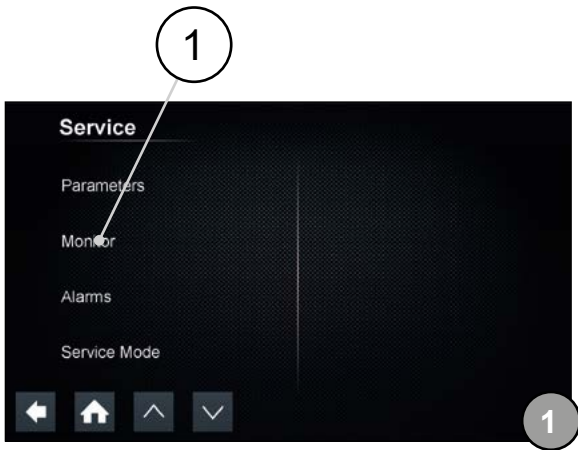 1
Service
Parameters
Monitor
Alarms
Service Mode
1